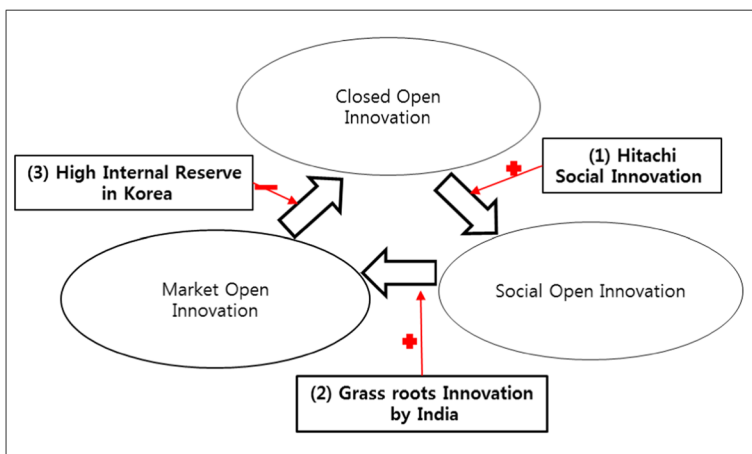 Closed Open
Innovation
(3) High Internal Reserve
in Korea
(1) Hitachi
Social Innovation
Market Open
Innovation
Social Open Innovation
(2) Grass roots Innovation
by India